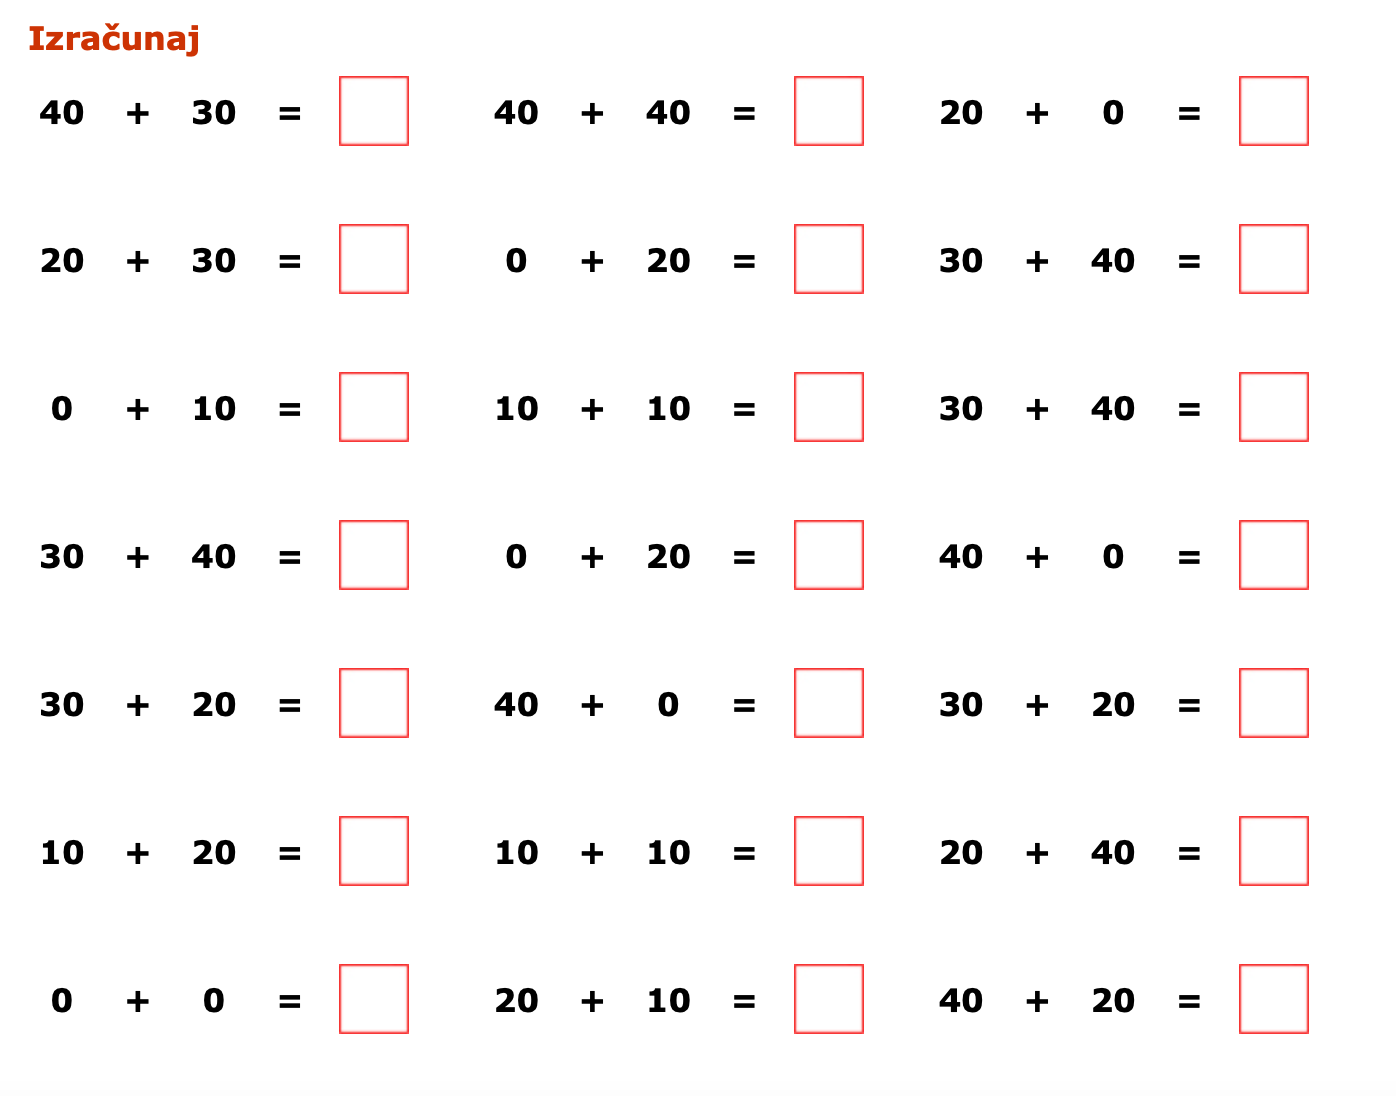 Izračunaj
40 + 30 = 40 + 40 = 20 + 0 =
20 + 30 = 0 + 20 = 30 + 40 =
0 + 10 = 10 + 10 = 30 + 40 =
30 + 40 = 0 + 20 = 40 + 0 =
30 + 20 = 40 + 0 = 30 + 20 =
10 + 20 = 10 + 10 = 20 + 40 =
0 + 0 = 20 + 10 = 40 + 20 =